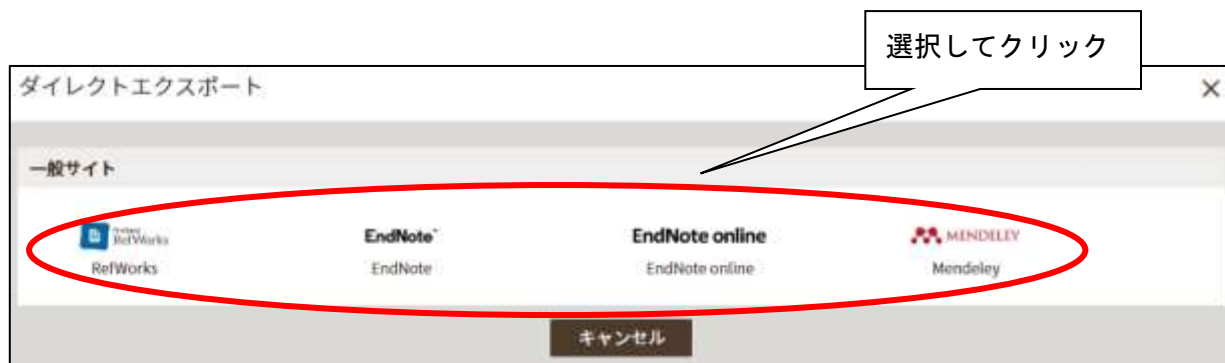 選択してクリック
ダイレクトエクスポート
×
一般サイト
RefWorks
EndNote™
EndNote online
MENDELEY
RefWorks
EndNote
EndNote online
Mendeley
キャンセル